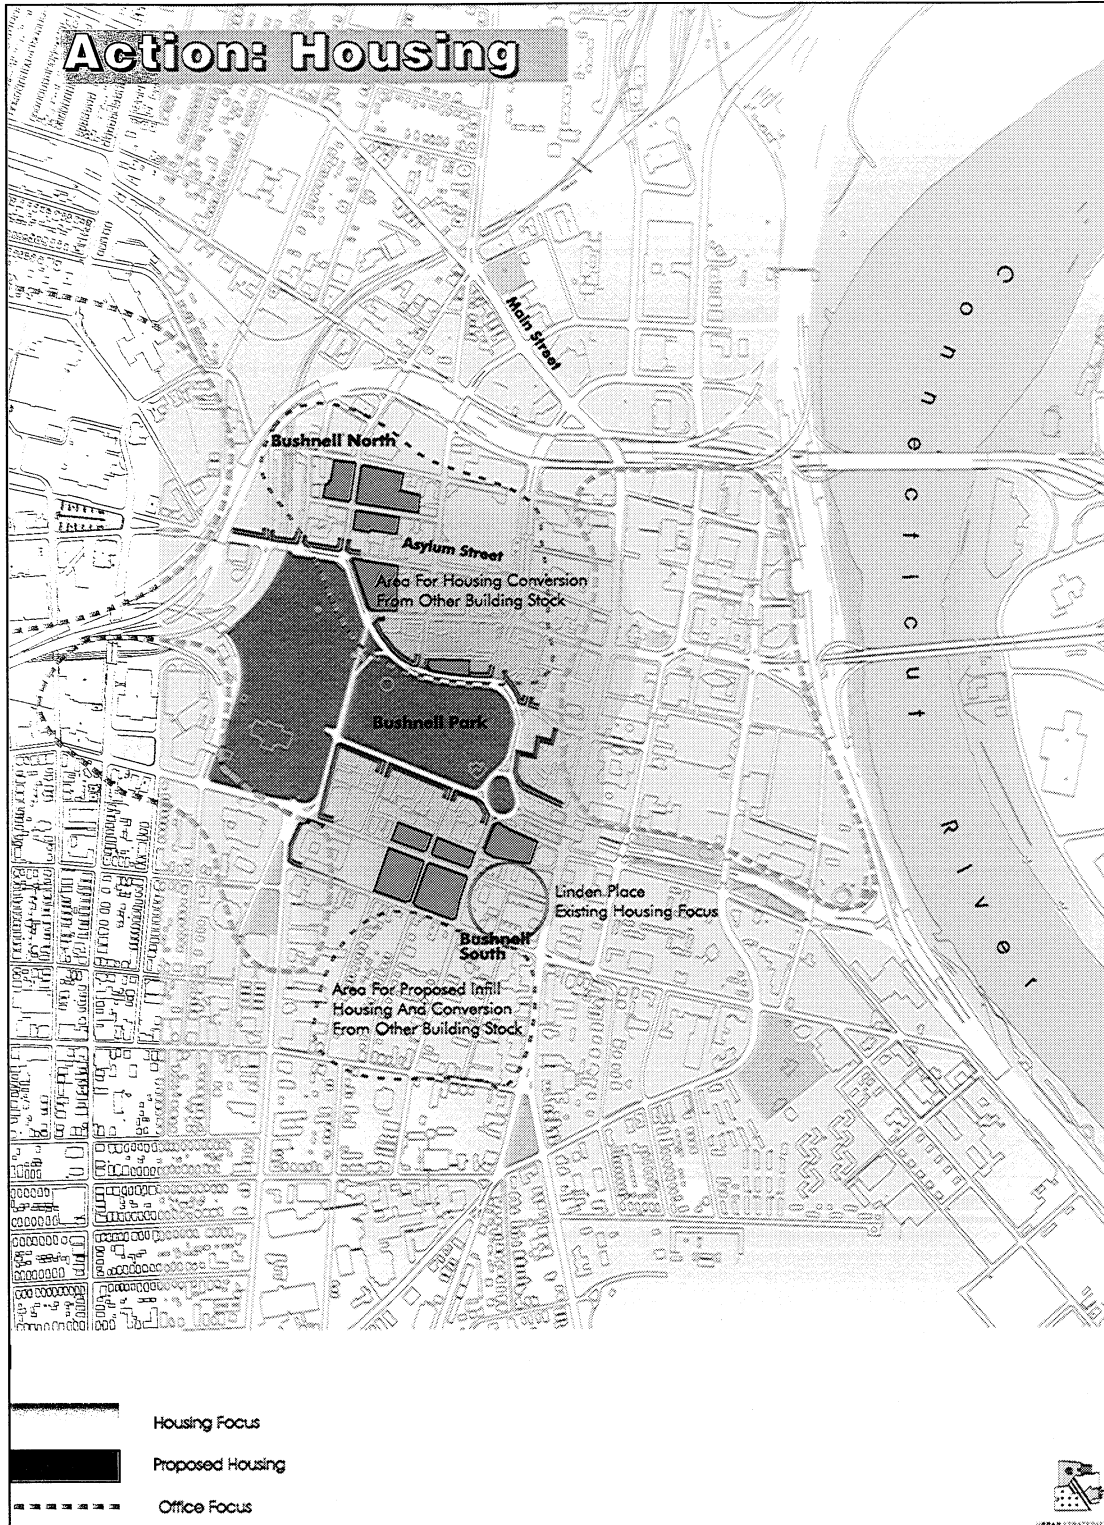 Action: Housing
Connecticut River
Main Street
Bushnell North
Asylum Street
Area For Housing Conversion
From Other Building Stock
Bushnell Park
Linden Place
Existing Housing Focus
Bushnell
South
Area For Proposed Infill
Housing And Conversion
From Other Building Stock
Housing Focus
Proposed Housing
Office Focus